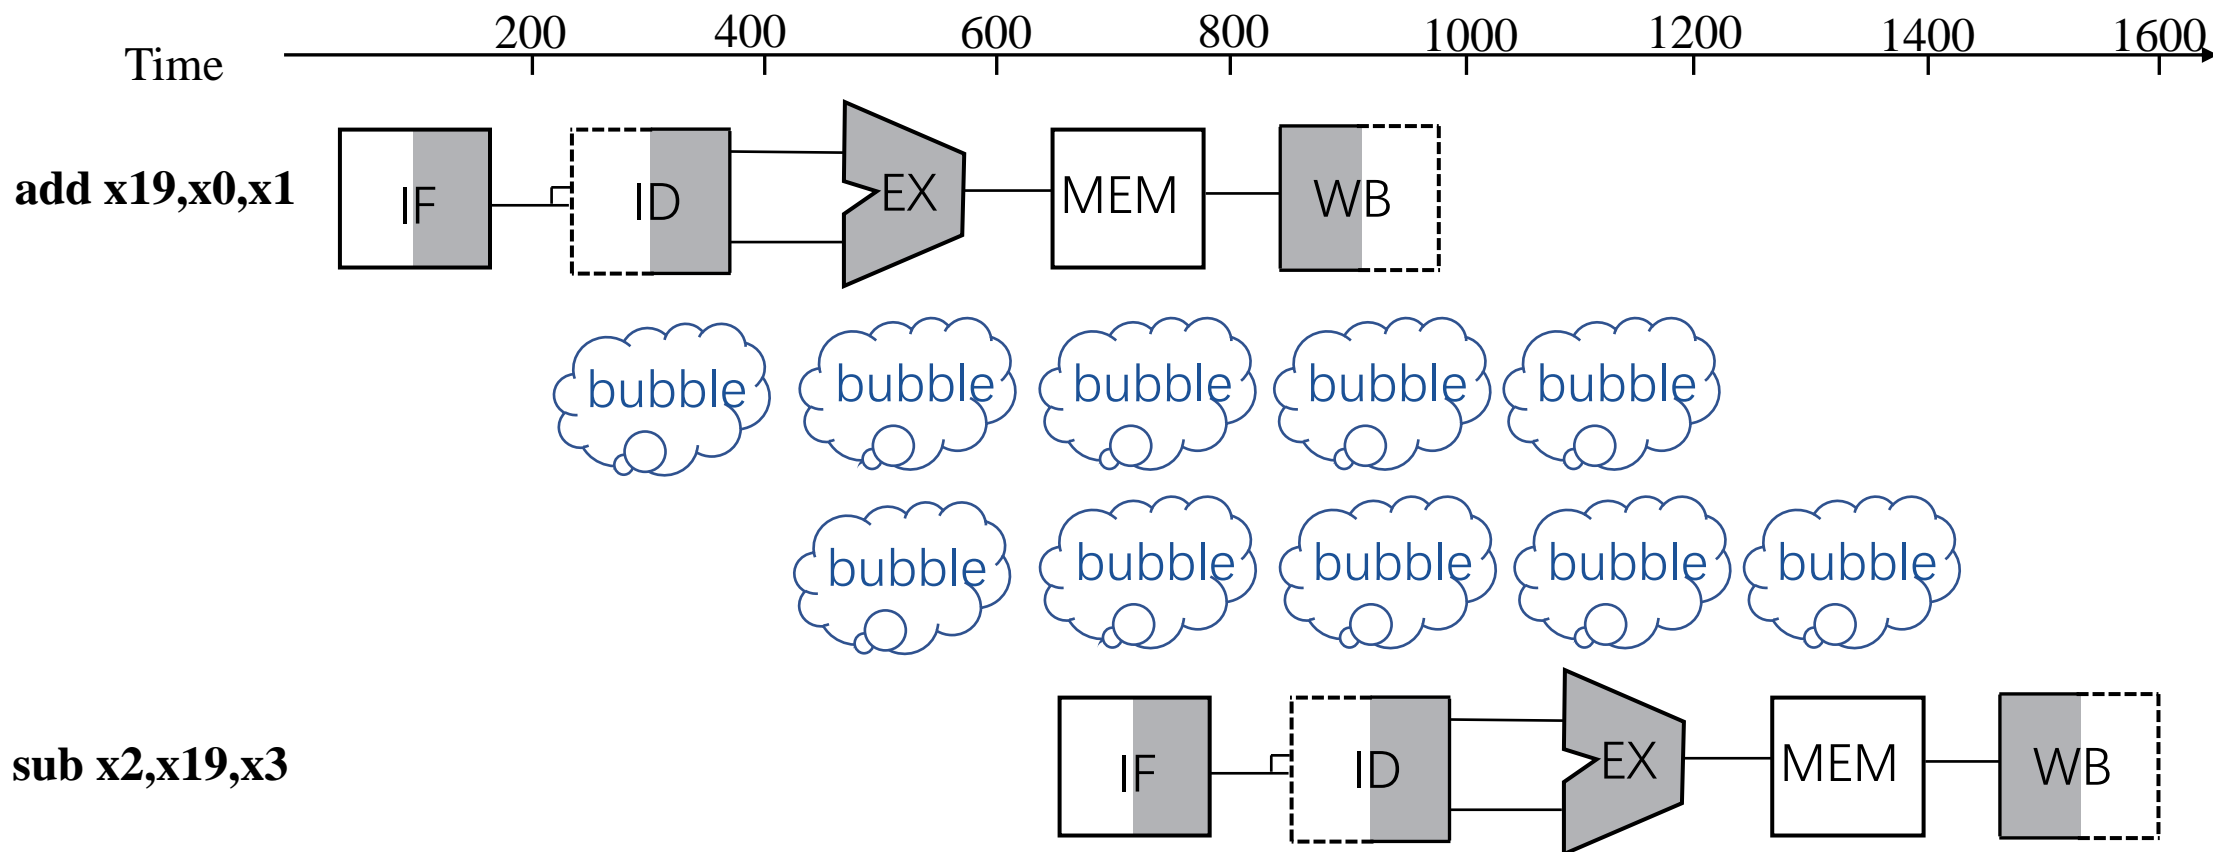 200 400 600 800 1000 1200 1400 1600
Time
add x19,x0,x1 IF ID EX MEM WB
bubble bubble bubble bubble bubble
bubble bubble bubble bubble bubble
sub x2,x19,x3 IF ID EX MEM WB